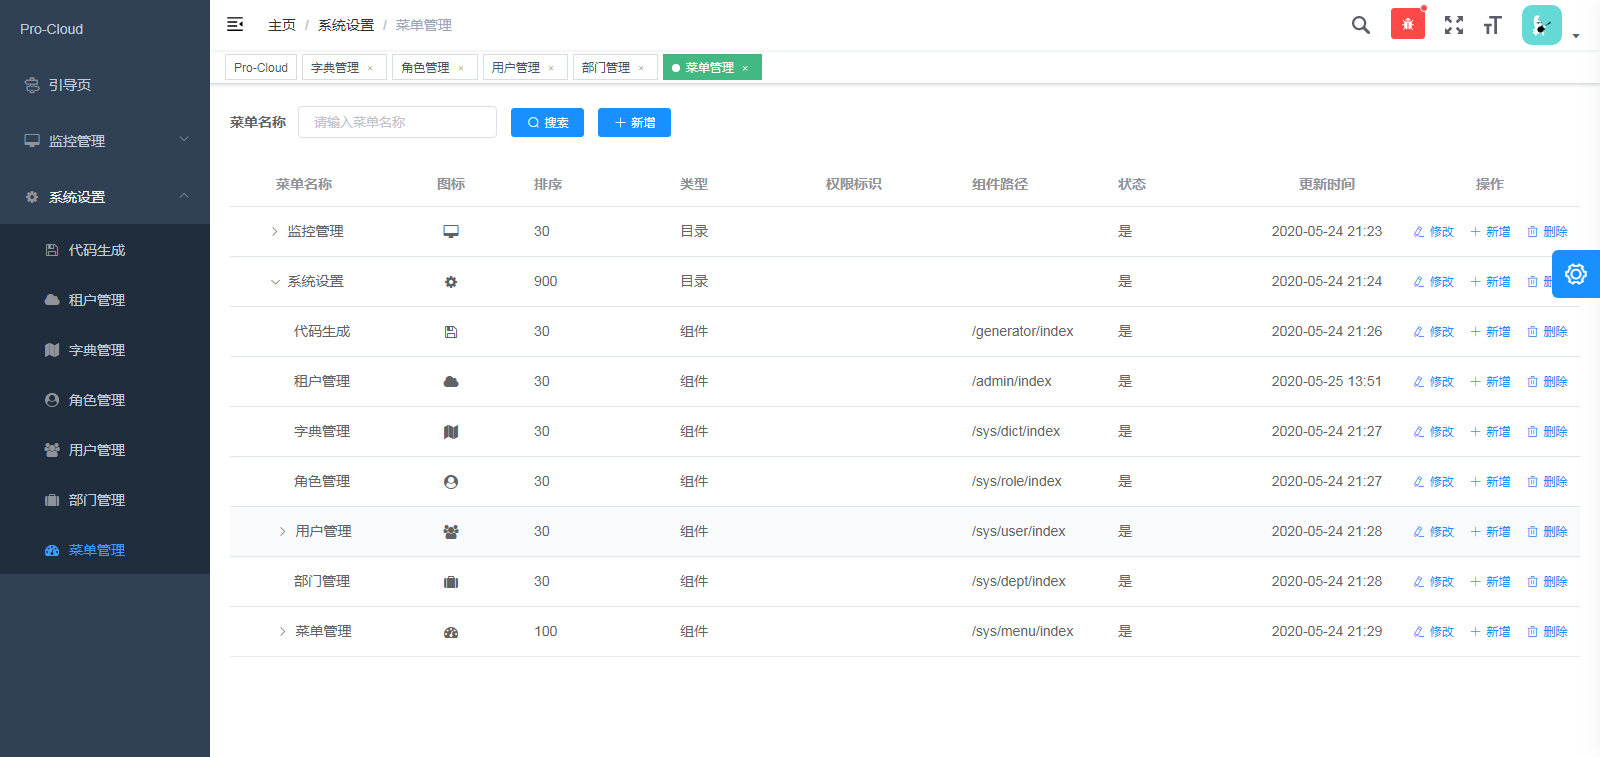 Pro-Cloud
引导页
监控管理
系统设置
代码生成
租户管理
字典管理
角色管理
用户管理
部门管理
菜单管理
主页 / 系统设置 / 菜单管理
Pro-Cloud 字典管理 × 角色管理 × 用户管理 × 部门管理 × 菜单管理 ×
菜单名称 请输入菜单名称 搜索 新增
菜单名称 图标 排序 类型 权限标识 组件路径 状态 更新时间 操作
监控管理 30 目录 是 2020-05-24 21:23 修改 新增 删除
系统设置 900 目录 是 2020-05-24 21:24 修改 新增
代码生成 30 组件 /generator/index 是 2020-05-24 21:26 修改 新增 删除
租户管理 30 组件 /admin/index 是 2020-05-25 13:51 修改 新增 删除
字典管理 30 组件 /sys/dict/index 是 2020-05-24 21:27 修改 新增 删除
角色管理 30 组件 /sys/role/index 是 2020-05-24 21:27 修改 新增 删除
用户管理 30 组件 /sys/user/index 是 2020-05-24 21:28 修改 新增 删除
部门管理 30 组件 /sys/dept/index 是 2020-05-24 21:28 修改 新增 删除
菜单管理 100 组件 /sys/menu/index 是 2020-05-24 21:29 修改 新增 删除